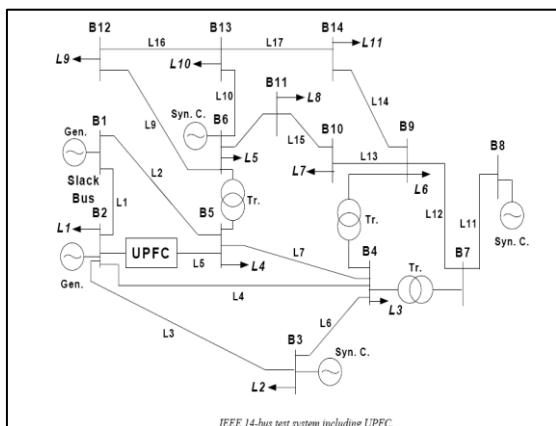 B12
L16
B13
L17
B14
L11
L9
L10
B11
L8
L10
Syn. C.
B6
L14
B1
Gen.
L9
L15
B10
B9
B8
L5
L13
L7
L6
Slack
Bus
L2
Tr.
L12
L11
L1
B5
Tr.
Syn. C.
L1
B2
B4
B7
UPFC
L7
Tr.
L5
L4
Gen.
L4
L3
L3
L6
B3
Syn. C.
L2
IEEE 14-bus test system including UPFC.